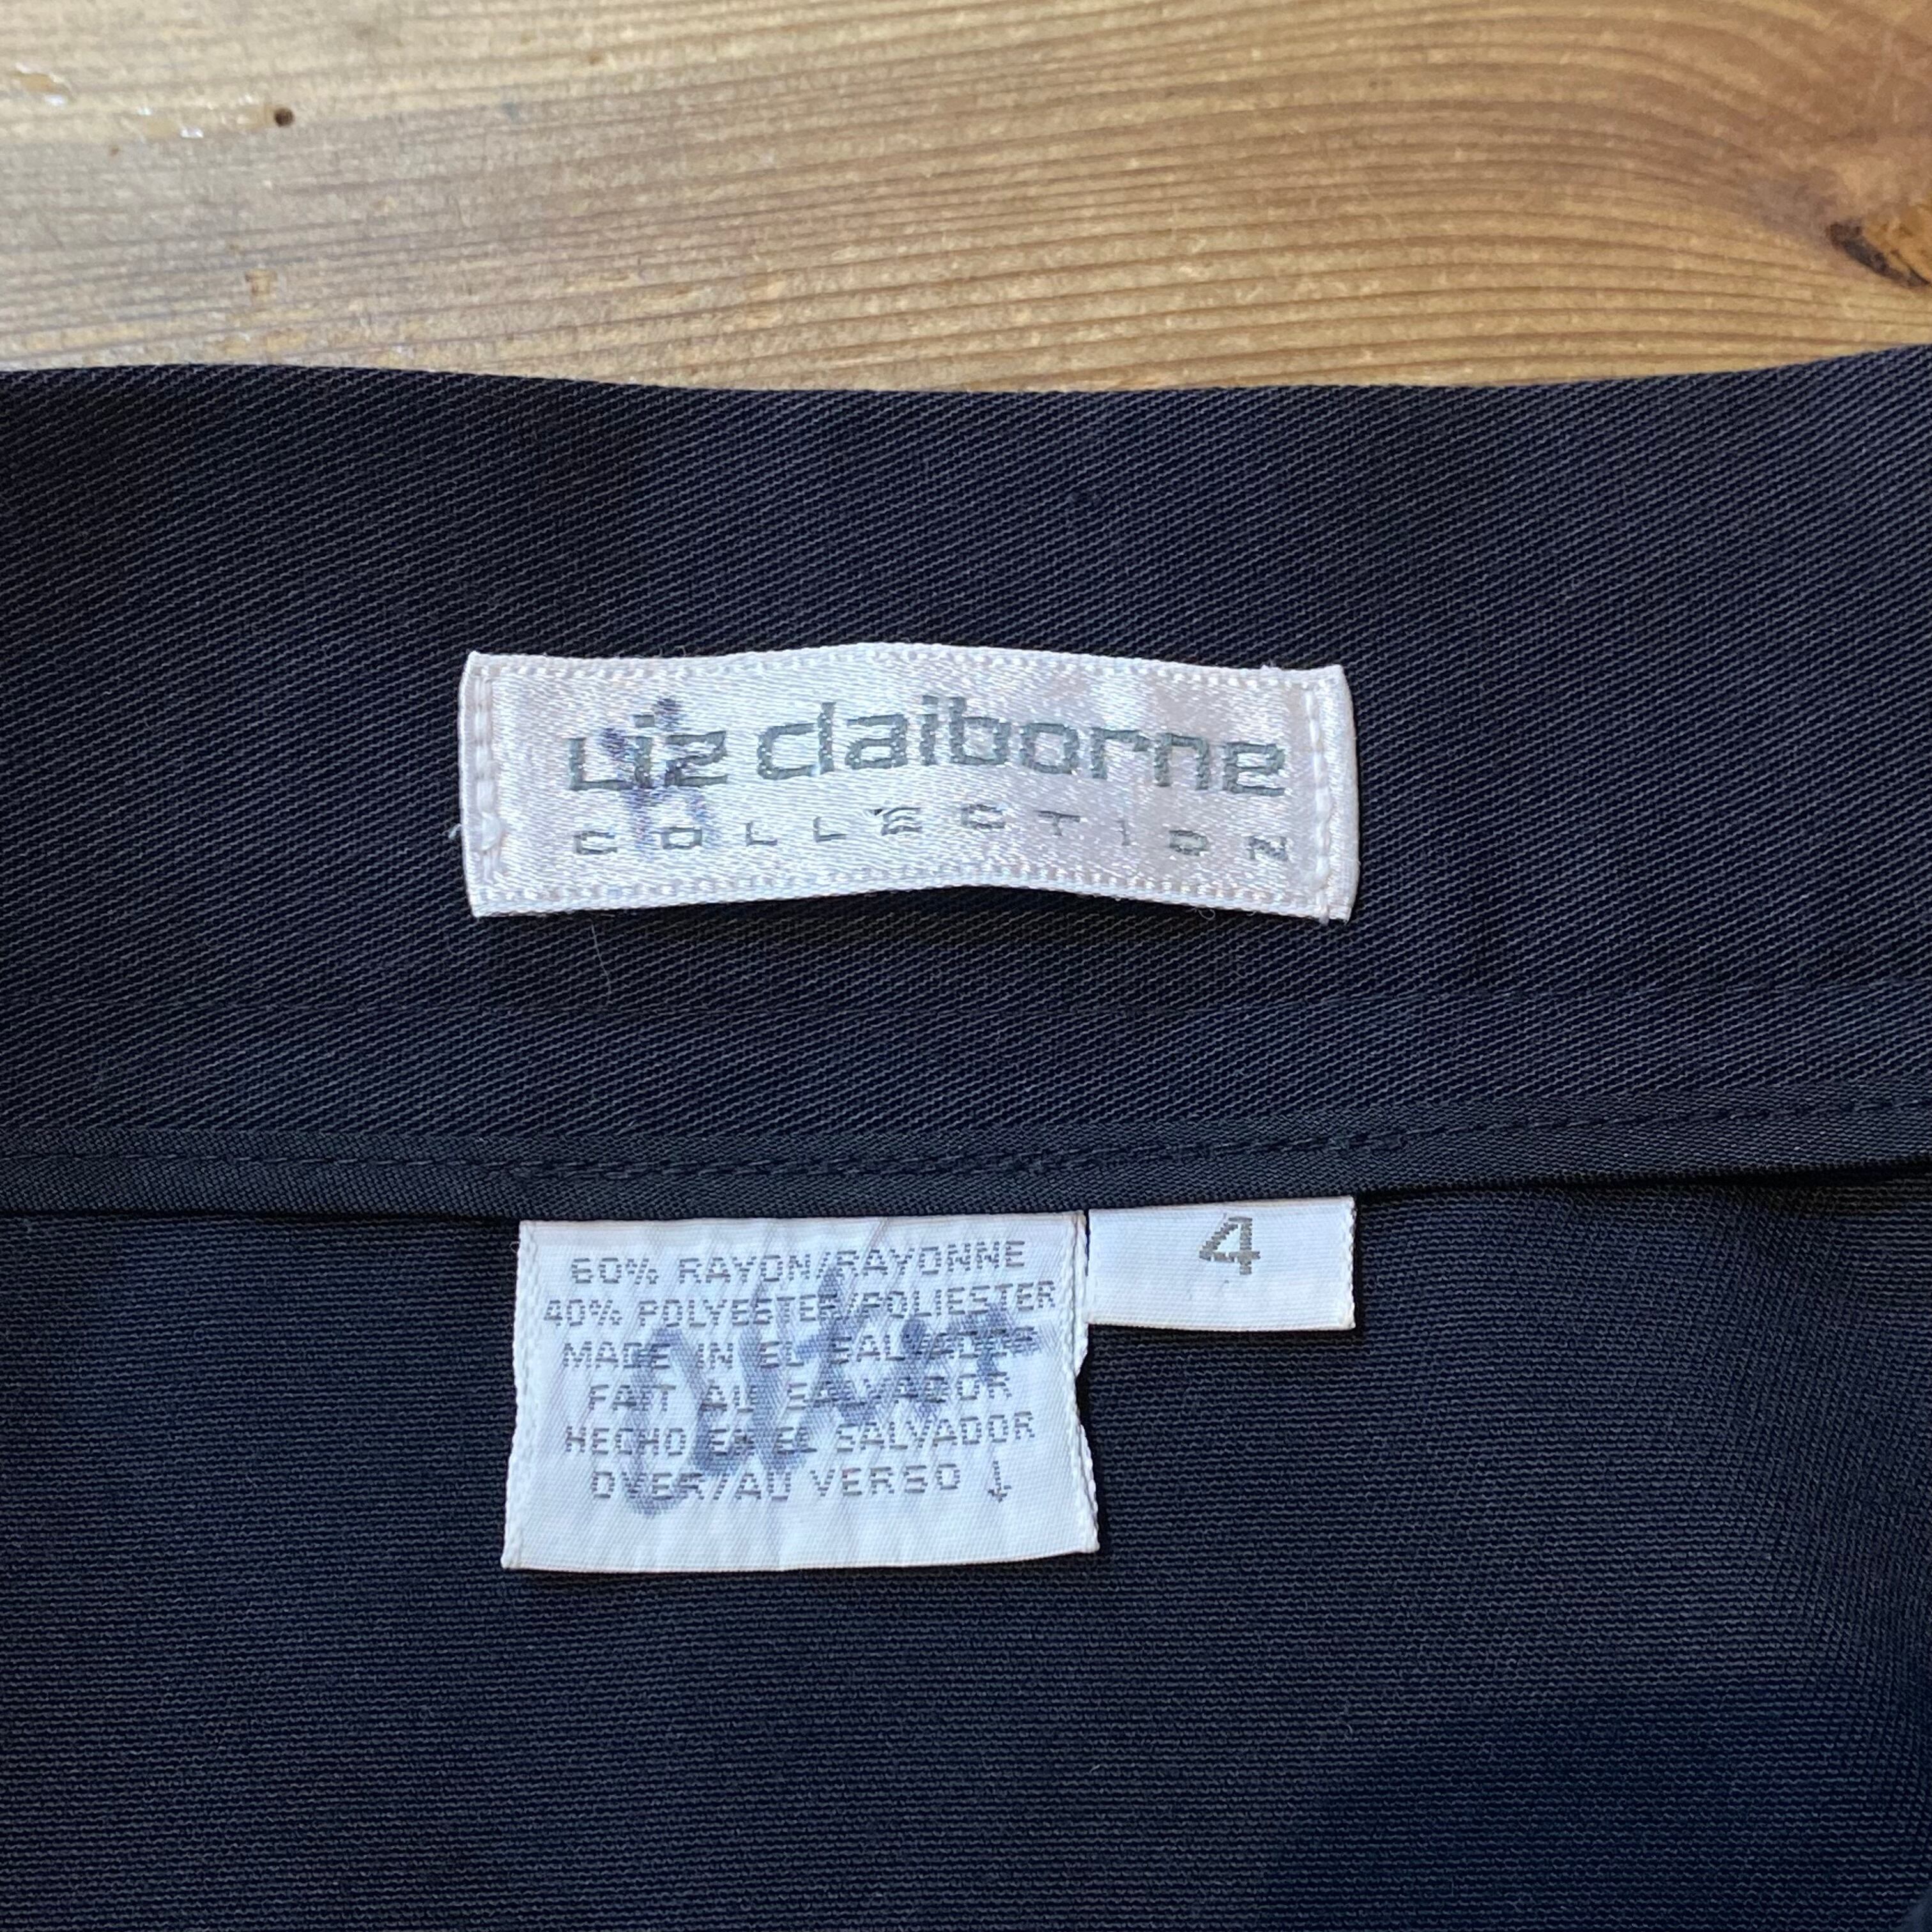 Liz claiborne
COLLECTION
4
60% RAYON/RAYONNE
40% POLYESTER/POLIESTER
MADE IN EL SALVADOR
FAIT AU SALVADOR
HECHO EN EL SALVADOR
OVER/AU VERSO ↓